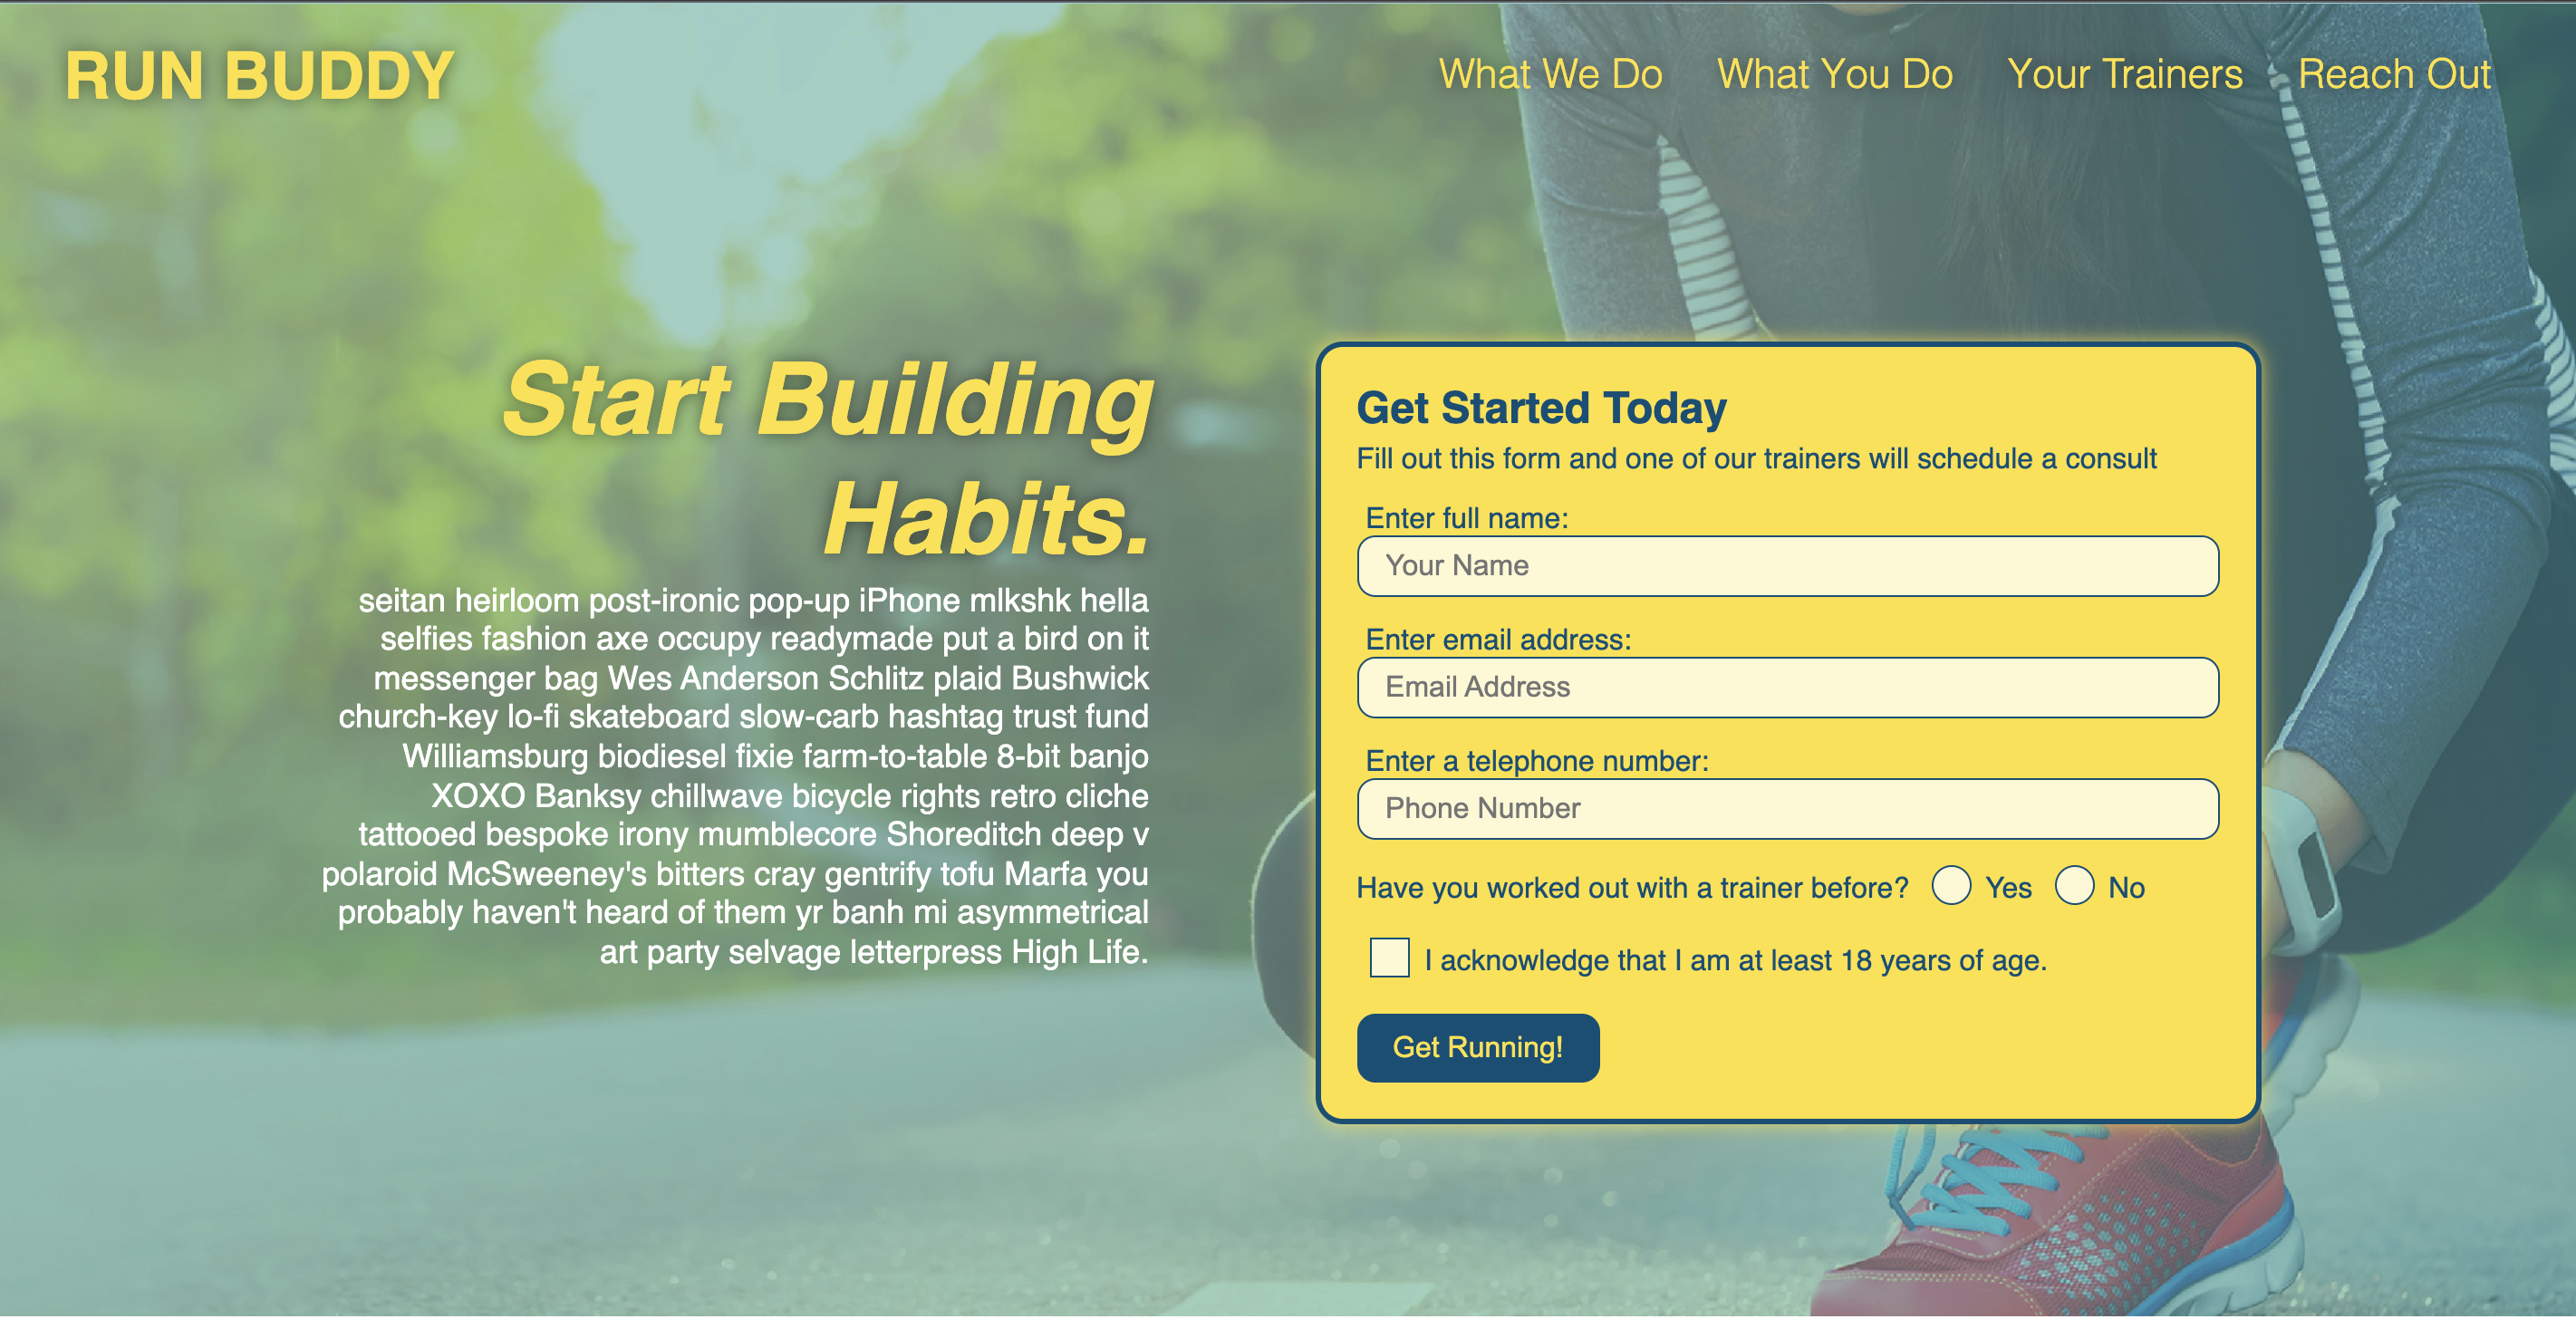 RUN BUDDY
What We Do
What You Do
Your Trainers
Reach Out
Start Building
Habits.
seitan heirloom post-ironic pop-up iPhone mlkshk hella
selfies fashion axe occupy readymade put a bird on it
messenger bag Wes Anderson Schlitz plaid Bushwick
church-key lo-fi skateboard slow-carb hashtag trust fund
Williamsburg biodiesel fixie farm-to-table 8-bit banjo
XOXO Banksy chillwave bicycle rights retro cliche
tattooed bespoke irony mumblecore Shoreditch deep v
polaroid McSweeney's bitters cray gentrify tofu Marfa you
probably haven't heard of them yr banh mi asymmetrical
art party selvage letterpress High Life.
Get Started Today
Fill out this form and one of our trainers will schedule a consult
Enter full name:
Your Name
Enter email address:
Email Address
Enter a telephone number:
Phone Number
Have you worked out with a trainer before? Yes No
I acknowledge that I am at least 18 years of age.
Get Running!